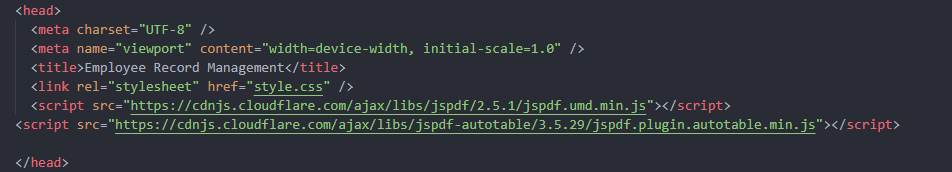 <head>
<meta charset="UTF-8" />
<meta name="viewport" content="width=device-width, initial-scale=1.0" />
<title>Employee Record Management</title>
<link rel="stylesheet" href="style.css" />
<script src="https://cdnjs.cloudflare.com/ajax/libs/jspdf/2.5.1/jspdf.umd.min.js"></script>
<script src="https://cdnjs.cloudflare.com/ajax/libs/jspdf-autotable/3.5.29/jspdf.plugin.autotable.min.js"></script>
</head>